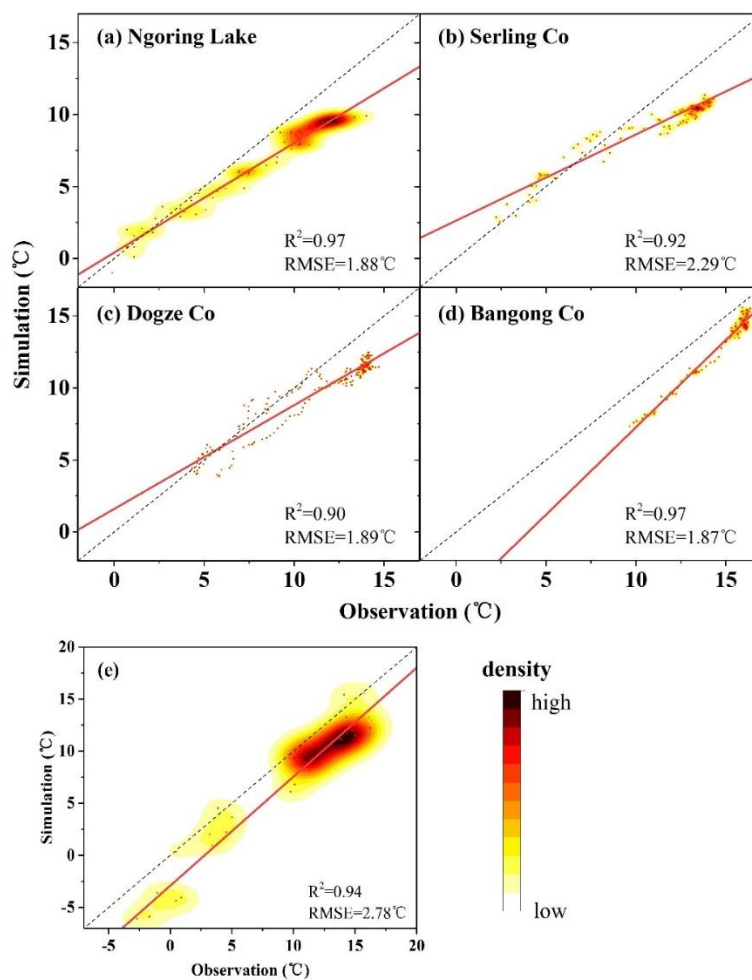 (a) Ngoring Lake
15
10
5
0
R²=0.97
RMSE=1.88℃
(b) Serling Co
R²=0.92
RMSE=2.29℃
Simulation (℃)
(c) Dogze Co
15
10
5
0
R²=0.90
RMSE=1.89℃
0 5 10 15
(d) Bangong Co
R²=0.97
RMSE=1.87℃
0 5 10 15
Observation (℃)
(e)
20
15
10
5
0
-5
Simulation (℃)
R²=0.94
RMSE=2.78℃
-5 0 5 10 15 20
Observation (℃)
density
high
low